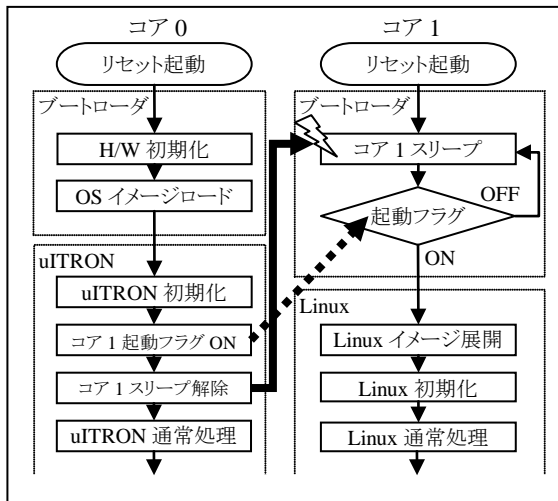 コア 0
リセット起動
ブートローダ
H/W 初期化
OS イメージロード
uITRON
uITRON 初期化
コア 1 起動フラグ ON
コア 1 スリープ解除
uITRON 通常処理
コア 1
リセット起動
ブートローダ
コア 1 スリープ
起動フラグ
OFF
ON
Linux
Linux イメージ展開
Linux 初期化
Linux 通常処理